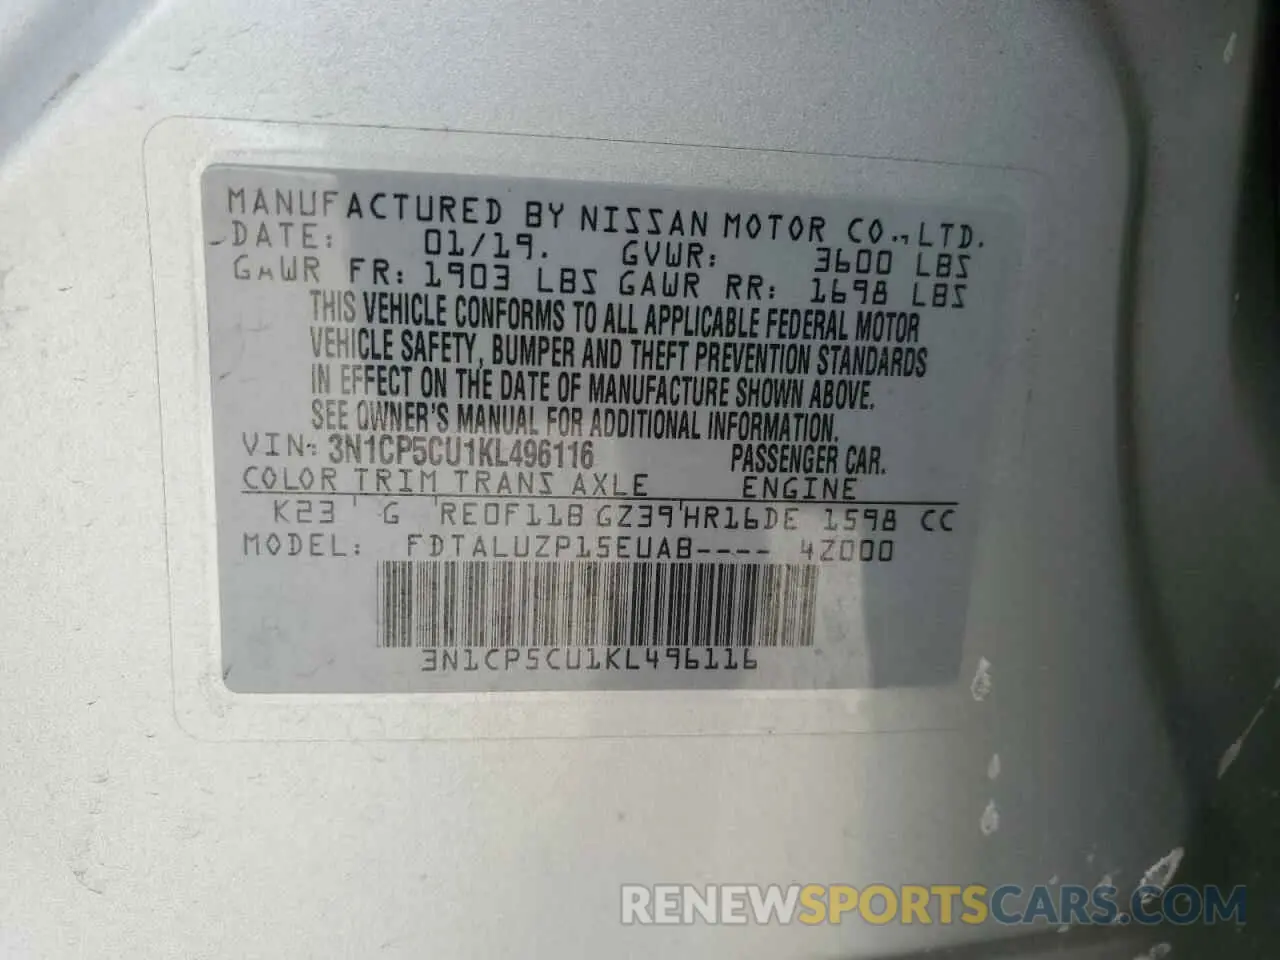 MANUFACTURED BY NISSAN MOTOR CO., LTD.
DATE: 01/19. GVWR: 3600 LBS
GAWR FR: 1903 LBS GAWR RR: 1698 LBS
THIS VEHICLE CONFORMS TO ALL APPLICABLE FEDERAL MOTOR
VEHICLE SAFETY, BUMPER AND THEFT PREVENTION STANDARDS
IN EFFECT ON THE DATE OF MANUFACTURE SHOWN ABOVE.
SEE OWNER'S MANUAL FOR ADDITIONAL INFORMATION.
VIN: 3N1CP5CU1KL496116 PASSENGER CAR.
COLOR TRIM TRANS AXLE ENGINE
K23 G RE0F11B GZ39 HR16DE 1598 CC
MODEL: FDTALUZP15EUAB---- 4Z000
3N1CP5CU1KL496116
RENEWSPORTSCARS.COM